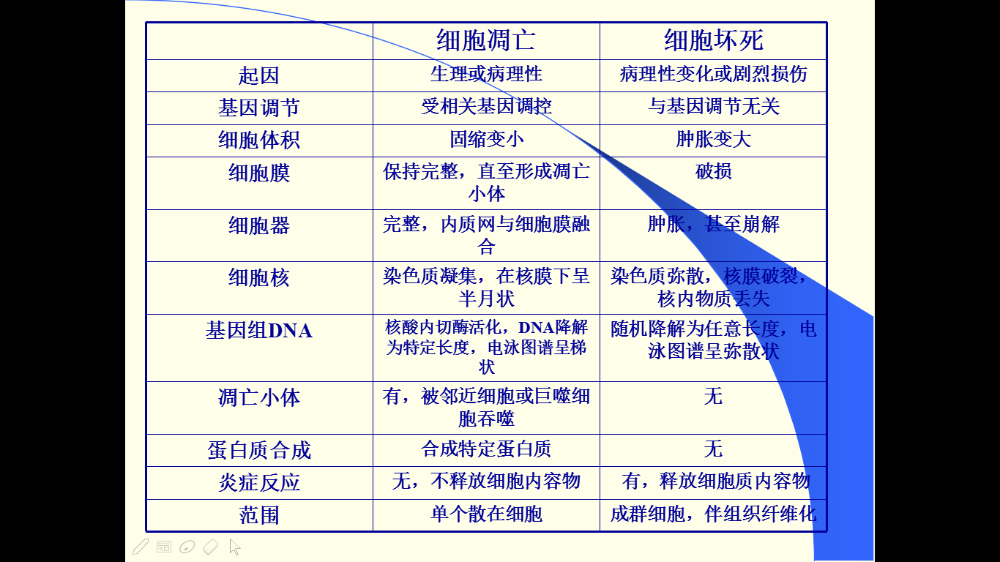 细胞凋亡 细胞坏死
起因 生理或病理性 病理性变化或剧烈损伤
基因调节 受相关基因调控 与基因调节无关
细胞体积 固缩变小 肿胀变大
细胞膜 保持完整，直至形成凋亡 破损
小体
细胞器 完整，内质网与细胞膜融 肿胀，甚至崩解
合
细胞核 染色质凝集，在核膜下呈 染色质弥散，核膜破裂，
半月状 核内物质丢失
基因组DNA 核酸内切酶活化，DNA降解 随机降解为任意长度，电
为特定长度，电泳图谱呈梯 泳图谱呈弥散状
状
凋亡小体 有，被邻近细胞或巨噬细 无
胞吞噬
蛋白质合成 合成特定蛋白质 无
炎症反应 无，不释放细胞内容物 有，释放细胞质内容物
范围 单个散在细胞 成群细胞，伴组织纤维化